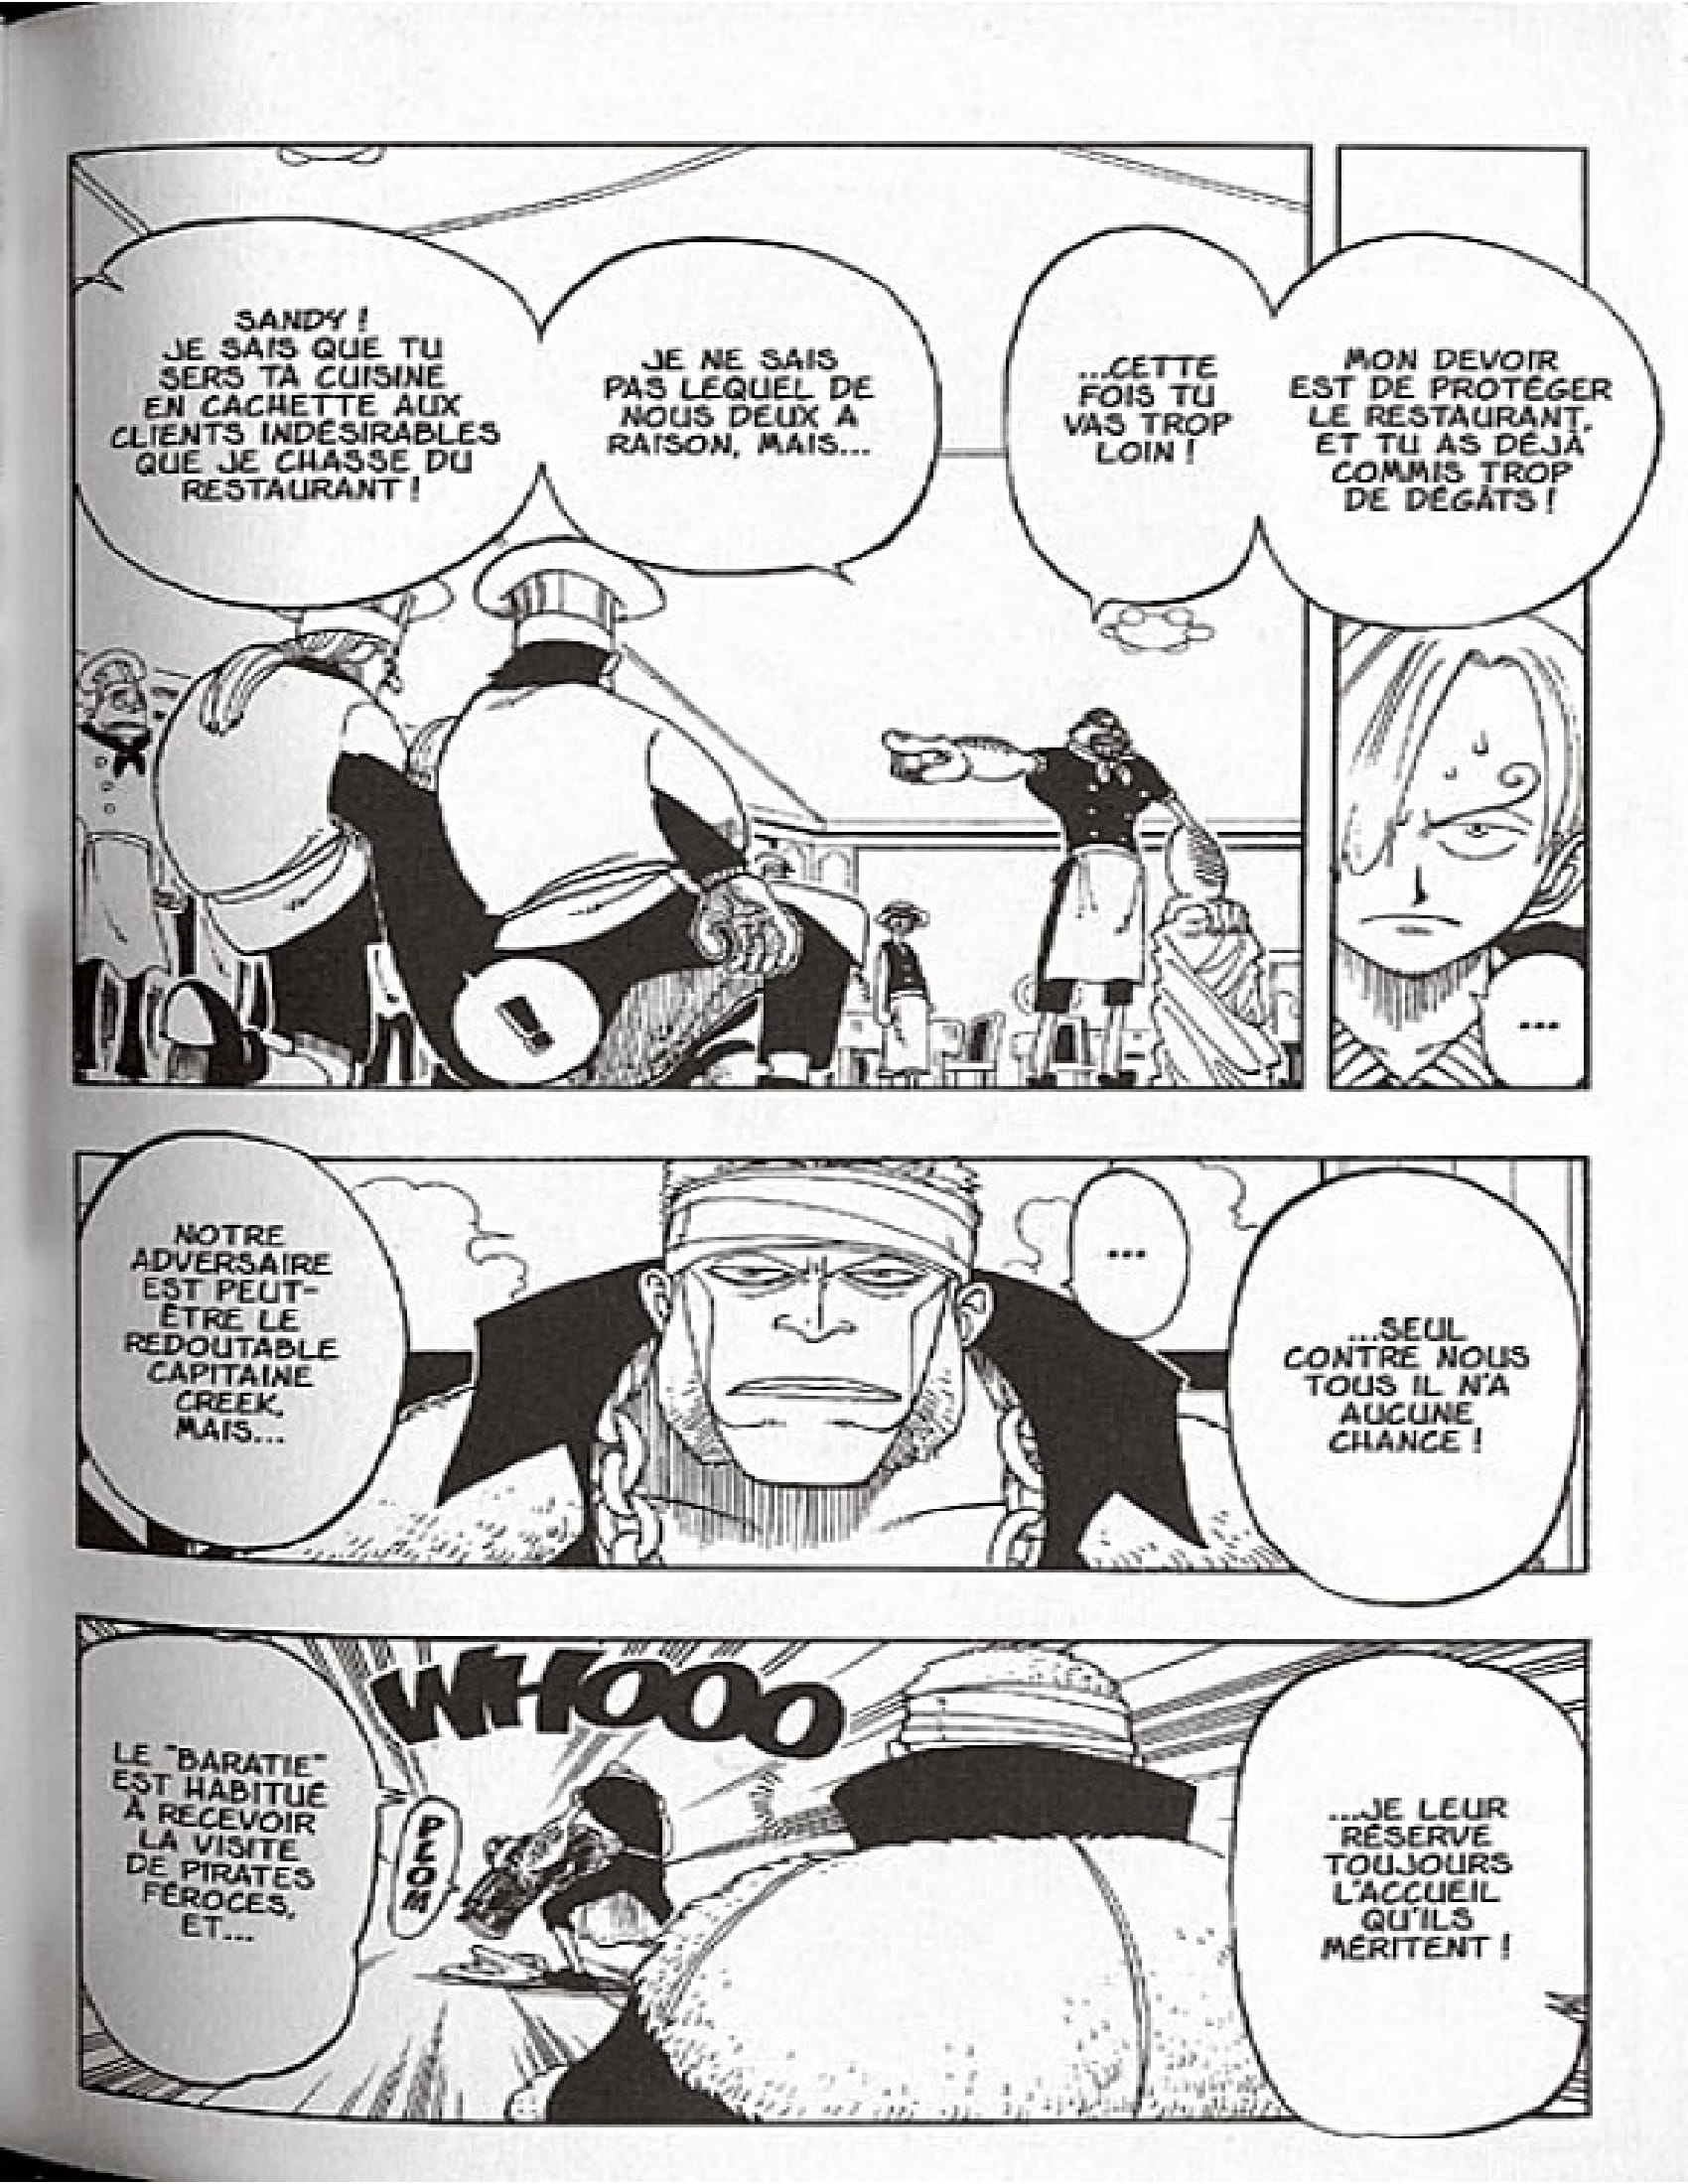 SANDY !
JE SAIS QUE TU
SERS TA CUISINE
EN CACHETTE AUX
CLIENTS INDÉSIRABLES
QUE JE CHASSE DU
RESTAURANT !
JE NE SAIS
PAS LEQUEL DE
NOUS DEUX A
RAISON, MAIS...
...CETTE
FOIS TU
VAS TROP
LOIN !
MON DEVOIR
EST DE PROTÉGER
LE RESTAURANT,
ET TU AS DÉJÀ
COMMIS TROP
DE DÉGÂTS !
!
...
NOTRE
ADVERSAIRE
EST PEUT-
ÊTRE LE
REDOUTABLE
CAPITAINE
CREEK,
MAIS...
...
...SEUL
CONTRE NOUS
TOUS IL N'A
AUCUNE
CHANCE !
LE "BARATIE"
EST HABITUÉ
À RECEVOIR
LA VISITE
DE PIRATES
FÉROCES,
ET...
WHOOO
PLOM
...JE LEUR
RÉSERVE
TOUJOURS
L'ACCUEIL
QU'ILS
MÉRITENT !